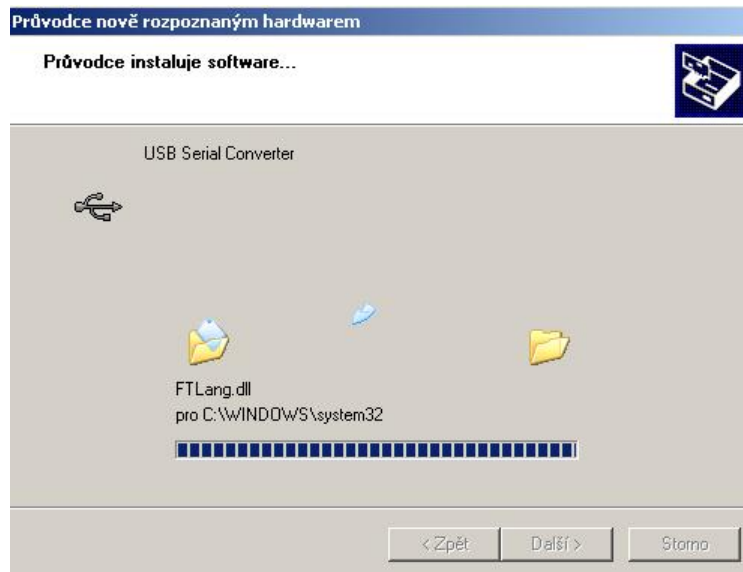 Průvodce nově rozpoznaným hardwarem
Průvodce instaluje software...
USB Serial Converter
FTLang.dll
pro C:\WINDOWS\system32
< Zpět
Další >
Storno